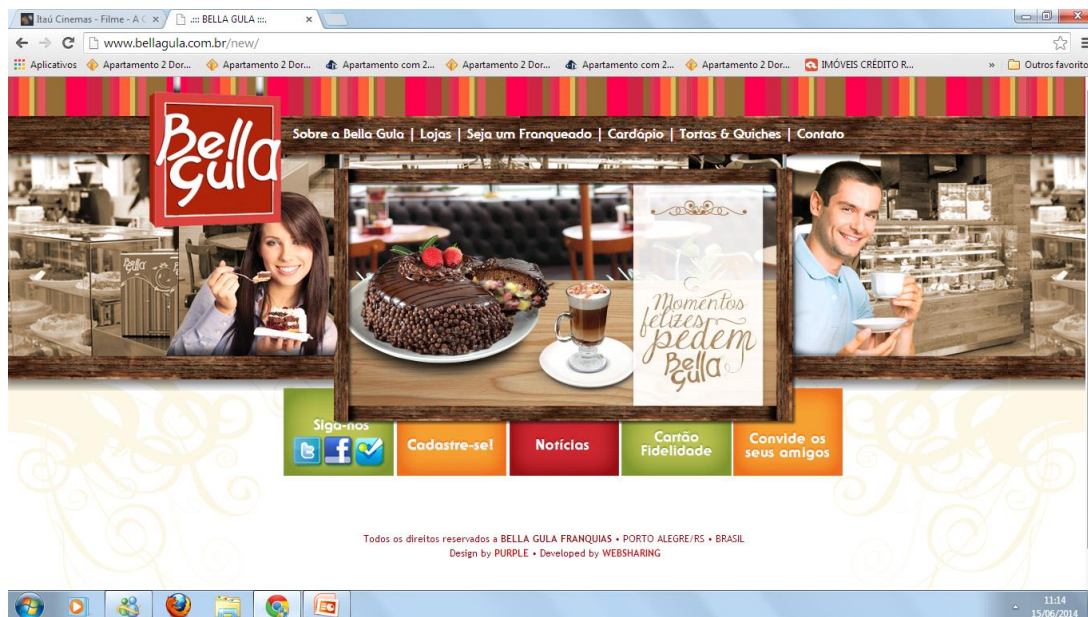 Itaú Cinemas - Filme - A C
.::: BELLA GULA :::.
www.bellagula.com.br/new/
Aplicativos
Apartamento 2 Dor...
Apartamento 2 Dor...
Apartamento com 2...
Apartamento 2 Dor...
Apartamento com 2...
Apartamento 2 Dor...
IMÓVEIS CRÉDITO R...
»
Outros favorito
Bella Gula
Sobre a Bella Gula | Lojas | Seja um Franqueado | Cardápio | Tortas & Quiches | Contato
Bella
Momentos
felizes
pedem
Bella
Gula
Siga-nos
Cadastre-se!
Notícias
Cartão
Fidelidade
Convide os
seus amigos
Todos os direitos reservados a BELLA GULA FRANQUIAS • PORTO ALEGRE/RS • BRASIL
Design by PURPLE • Developed by WEBSHARING
11:14
15/06/2014